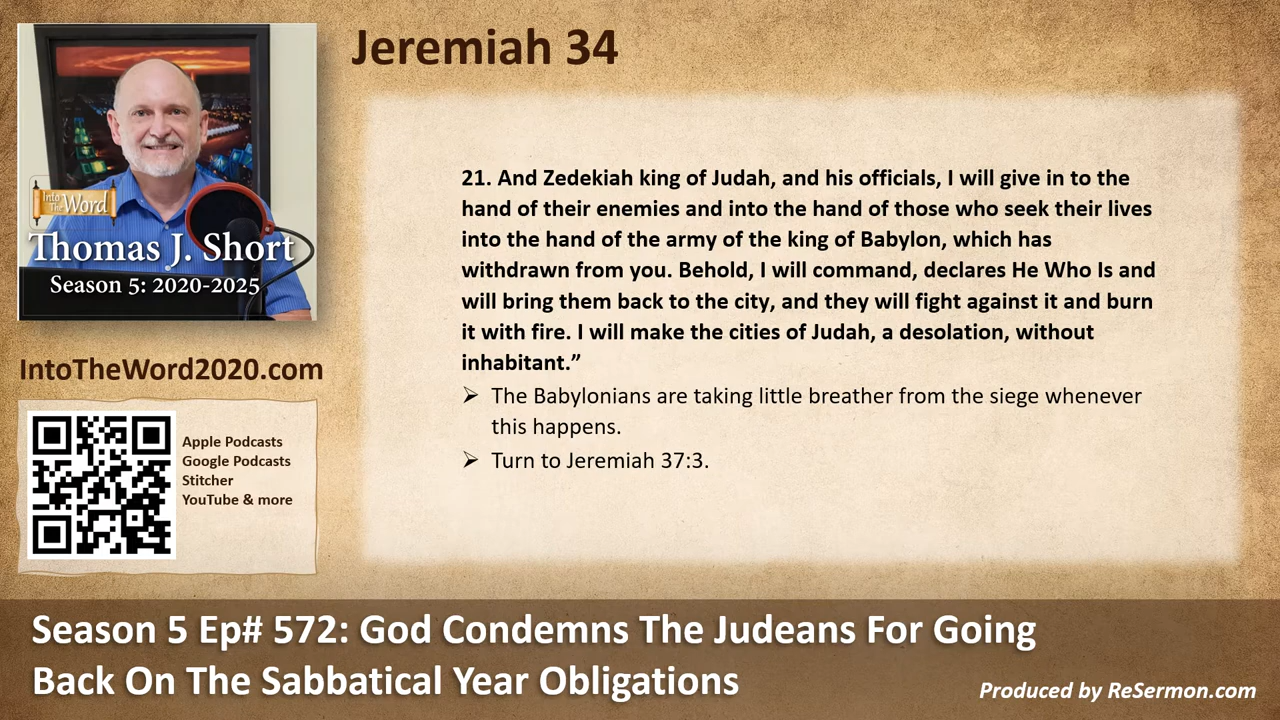 Jeremiah 34
Into
The Word
Thomas J. Short
Season 5: 2020-2025
IntoTheWord2020.com
Apple Podcasts
Google Podcasts
Stitcher
YouTube & more
21. And Zedekiah king of Judah, and his officials, I will give in to the
hand of their enemies and into the hand of those who seek their lives
into the hand of the army of the king of Babylon, which has
withdrawn from you. Behold, I will command, declares He Who Is and
will bring them back to the city, and they will fight against it and burn
it with fire. I will make the cities of Judah, a desolation, without
inhabitant.”
➢ The Babylonians are taking little breather from the siege whenever
this happens.
➢ Turn to Jeremiah 37:3.
Season 5 Ep# 572: God Condemns The Judeans For Going
Back On The Sabbatical Year Obligations
Produced by ReSermon.com